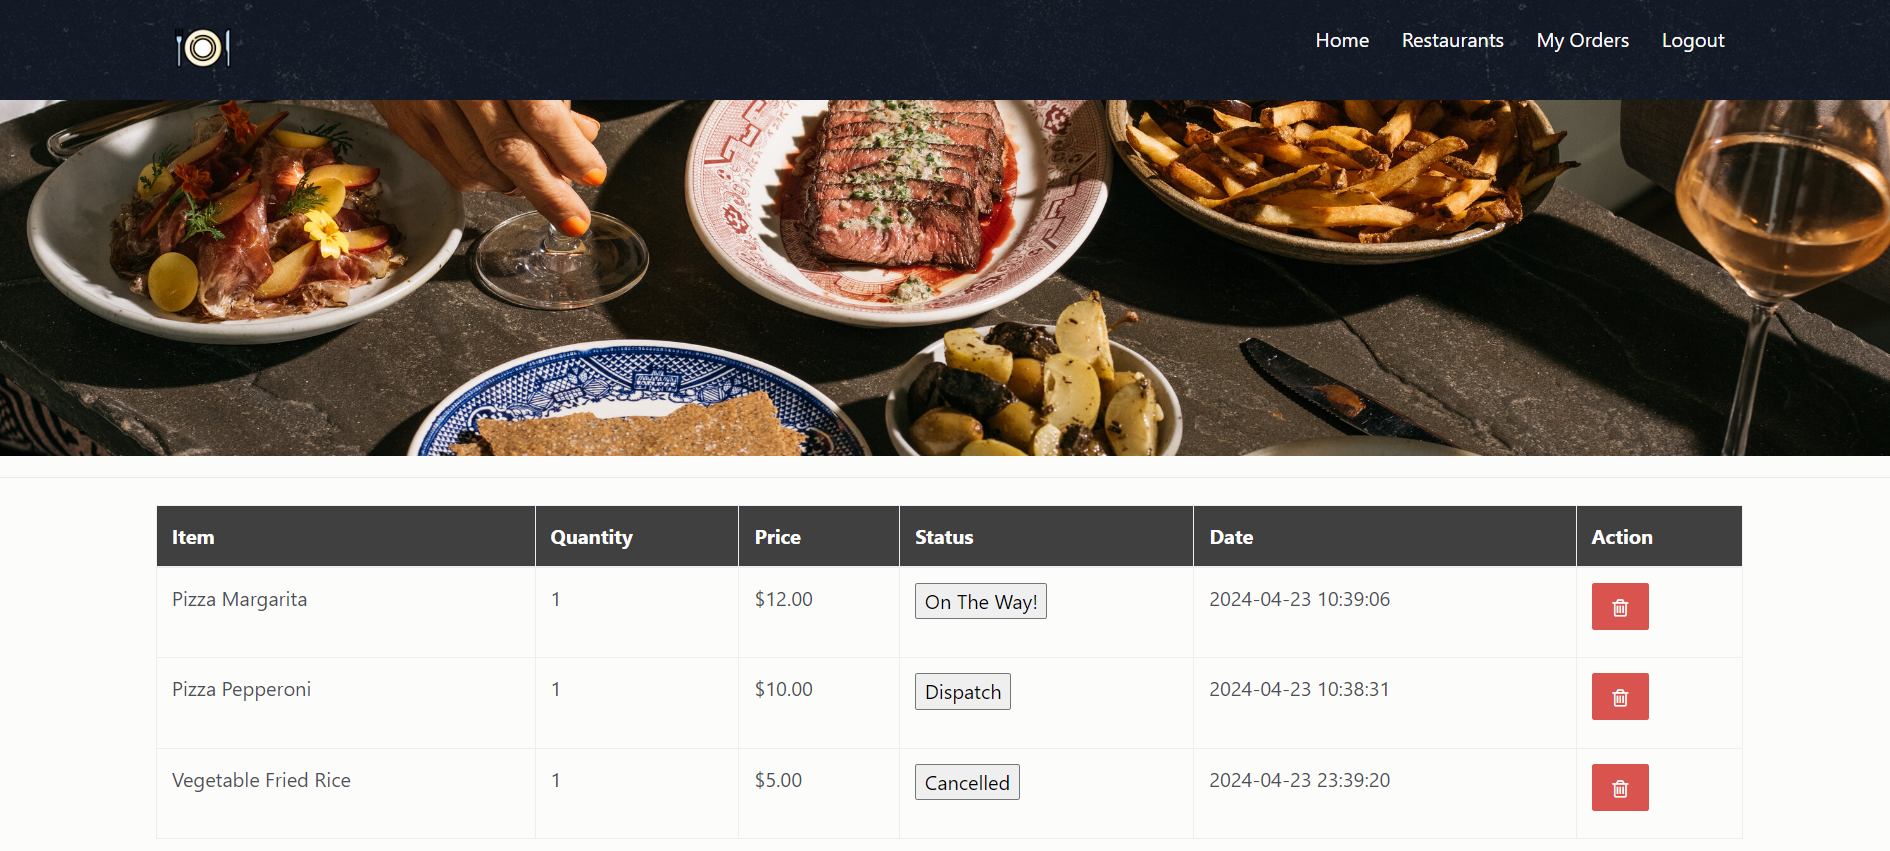 Home Restaurants My Orders Logout
Item Quantity Price Status Date Action
Pizza Margarita 1 $12.00 On The Way! 2024-04-23 10:39:06
Pizza Pepperoni 1 $10.00 Dispatch 2024-04-23 10:38:31
Vegetable Fried Rice 1 $5.00 Cancelled 2024-04-23 23:39:20